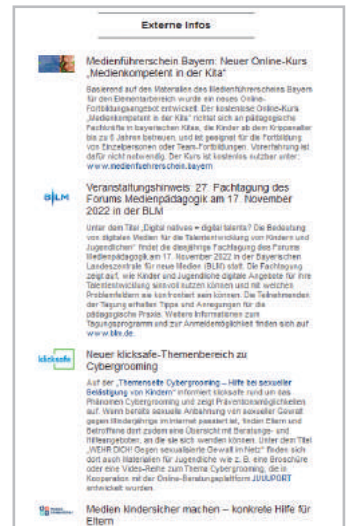 Externe Infos
Medienführerschein Bayern: Neuer Online-Kurs
„Medienkompetent in der Kita“
Basierend auf den Materialien des Medienführerscheins Bayern
für den Elementarbereich wurde ein neues Online-
Fortbildungsangebot entwickelt. Der kostenlose Online-Kurs
„Medienkompetent in der Kita“ richtet sich an pädagogische
Fachkräfte in bayerischen Kitas, die Kinder ab dem Krippenalter
bis zu 6 Jahren betreuen, und ist geeignet für die Fortbildung
von Einzelpersonen oder Team-Fortbildungen. Vorerfahrung ist
dafür nicht notwendig. Der Kurs ist kostenlos nutzbar unter:
www.medienfuehrerschein.bayern
BLM
Veranstaltungshinweis: 27. Fachtagung des
Forums Medienpädagogik am 17. November
2022 in der BLM
Unter dem Titel „Digital natives = digital talents? Die Bedeutung
von digitalen Medien für die Talententwicklung von Kindern und
Jugendlichen“ findet die diesjährige Fachtagung des Forums
Medienpädagogik am 17. November 2022 in der Bayerischen
Landeszentrale für neue Medien (BLM) statt. Die Fachtagung
zeigt auf, wie Kinder und Jugendliche digitale Angebote für ihre
Talententwicklung sinnvoll nutzen können und mit welchen
Problemfeldern sie konfrontiert sein können. Die Teilnehmenden
der Tagung erhalten Tipps und Anregungen für die
pädagogische Praxis. Weitere Informationen zum
Tagungsprogramm und zur Anmeldemöglichkeit finden sich auf
www.blm.de.
klicksafe
Neuer klicksafe-Themenbereich zu
Cybergrooming
Auf der „Themenseite Cybergrooming – Hilfe bei sexueller
Belästigung von Kindern“ informiert klicksafe rund um das
Phänomen Cybergrooming und zeigt Präventionsmöglichkeiten
auf. Wenn bereits sexuelle Anbahnung von sexueller Gewalt
gegen Minderjährige im Internet passiert ist, finden Eltern und
Betroffene dort zudem eine Übersicht mit Beratungs- und
Hilfeangeboten, an die sie sich wenden können. Unter dem Titel
„WEHR DICH! Gegen sexualisierte Gewalt im Netz“ finden sich
dort auch Materialien für Jugendliche wie z. B. eine Broschüre
oder eine Video-Reihe zum Thema Cybergrooming, die in
Kooperation mit der Online-Beratungsplattform JUUUPORT
entwickelt wurden.
Medien kindersicher machen – konkrete Hilfe für
Eltern